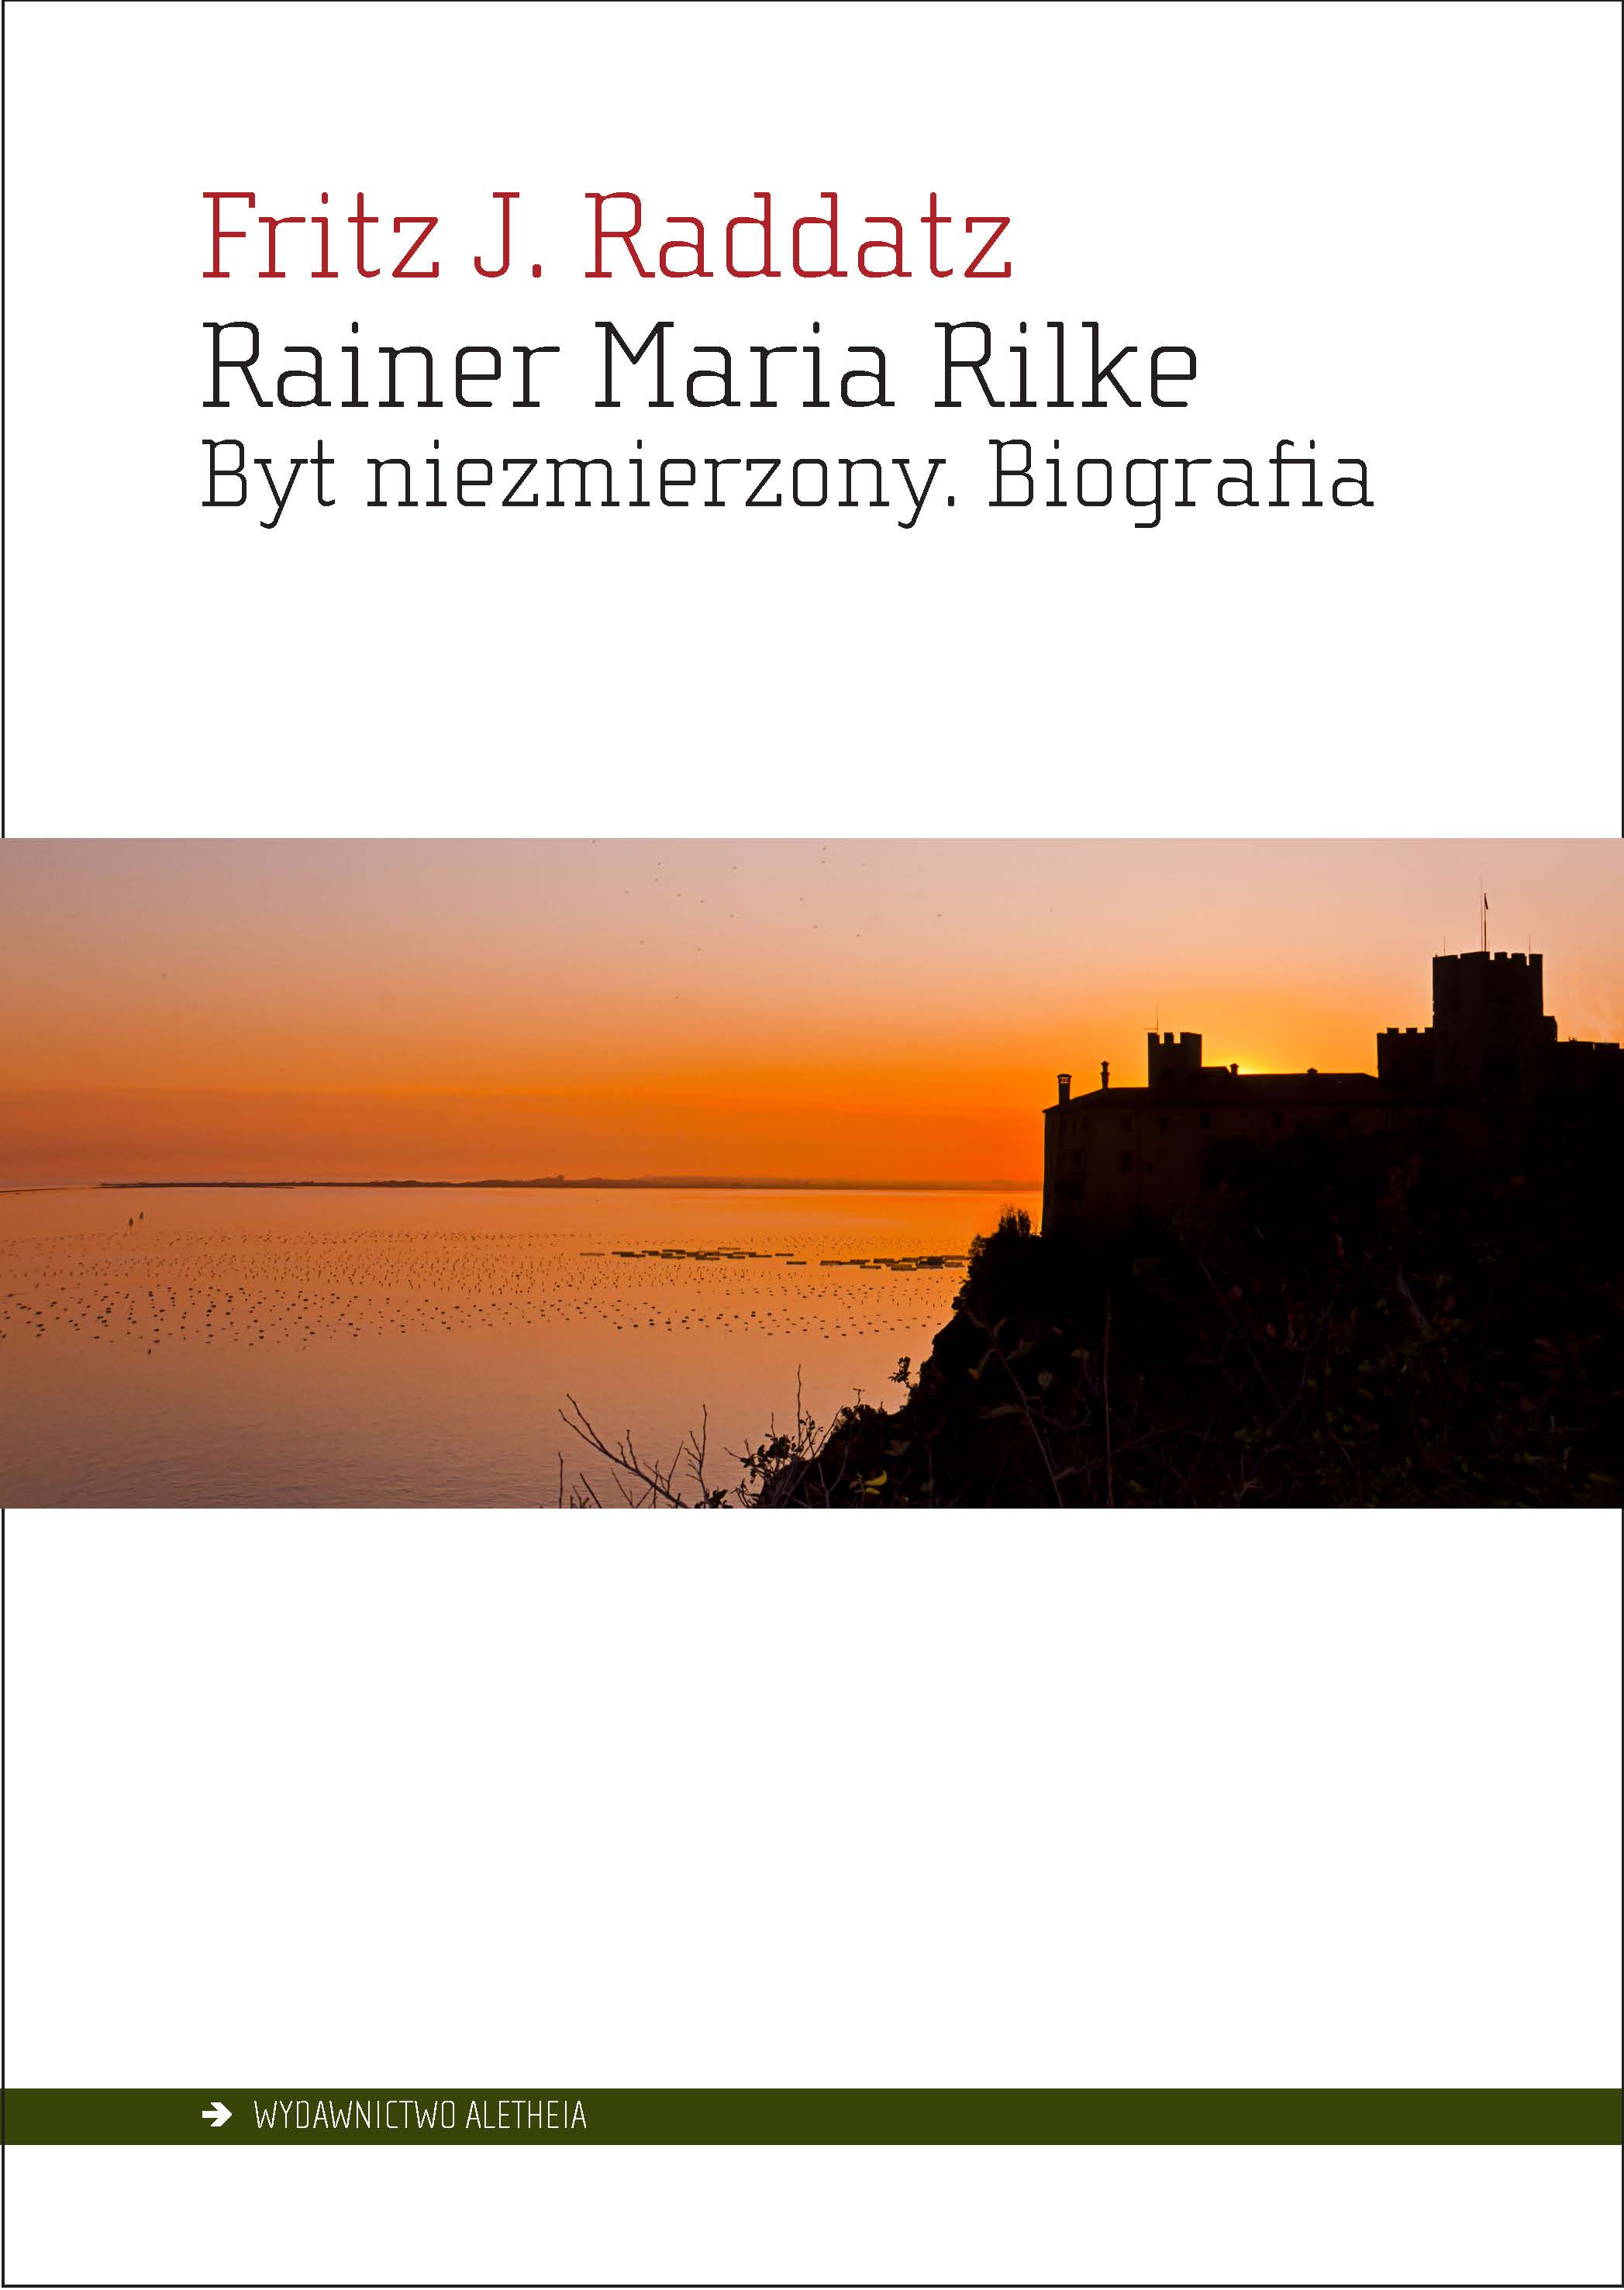 Fritz J. Raddatz
Rainer Maria Rilke
Byt niezmierzony. Biografia
WYDAWNICTWO ALETHEIA